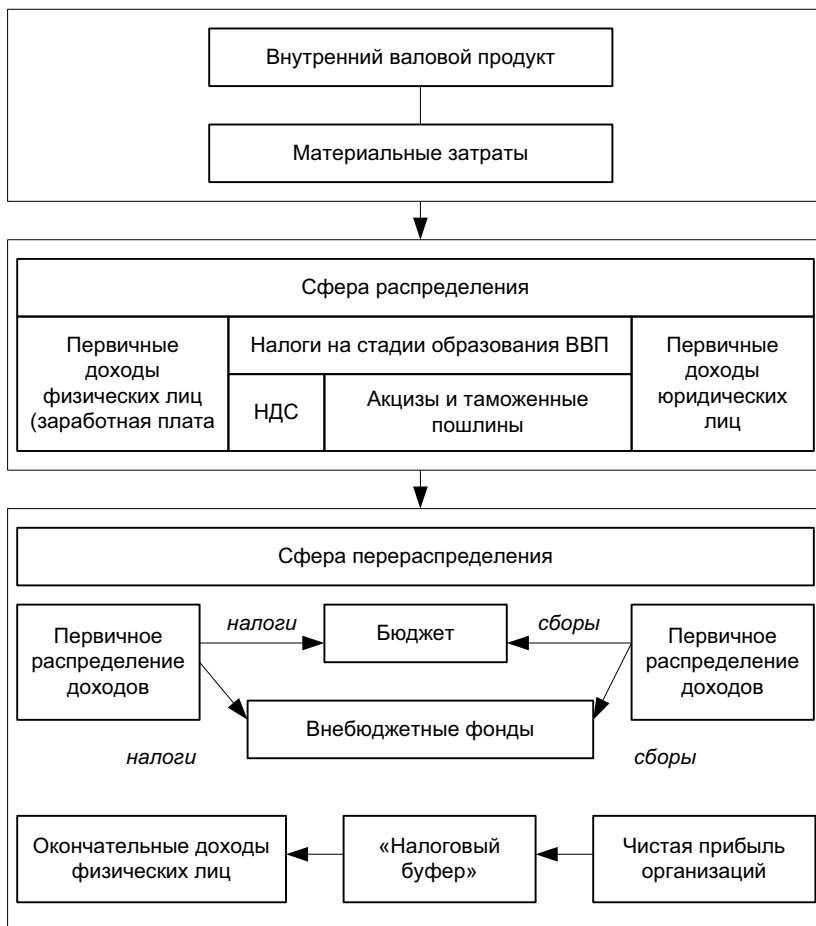 Внутренний валовой продукт
Материальные затраты
Сфера распределения
Первичные
доходы
физических лиц
(заработная плата
Налоги на стадии образования ВВП
НДС
Акцизы и таможенные
пошлины
Первичные
доходы
юридических
лиц
Сфера перераспределения
Первичное
распределение
доходов
налоги
Бюджет
сборы
Первичное
распределение
доходов
Внебюджетные фонды
налоги
сборы
Окончательные доходы
физических лиц
«Налоговый
буфер»
Чистая прибыль
организаций